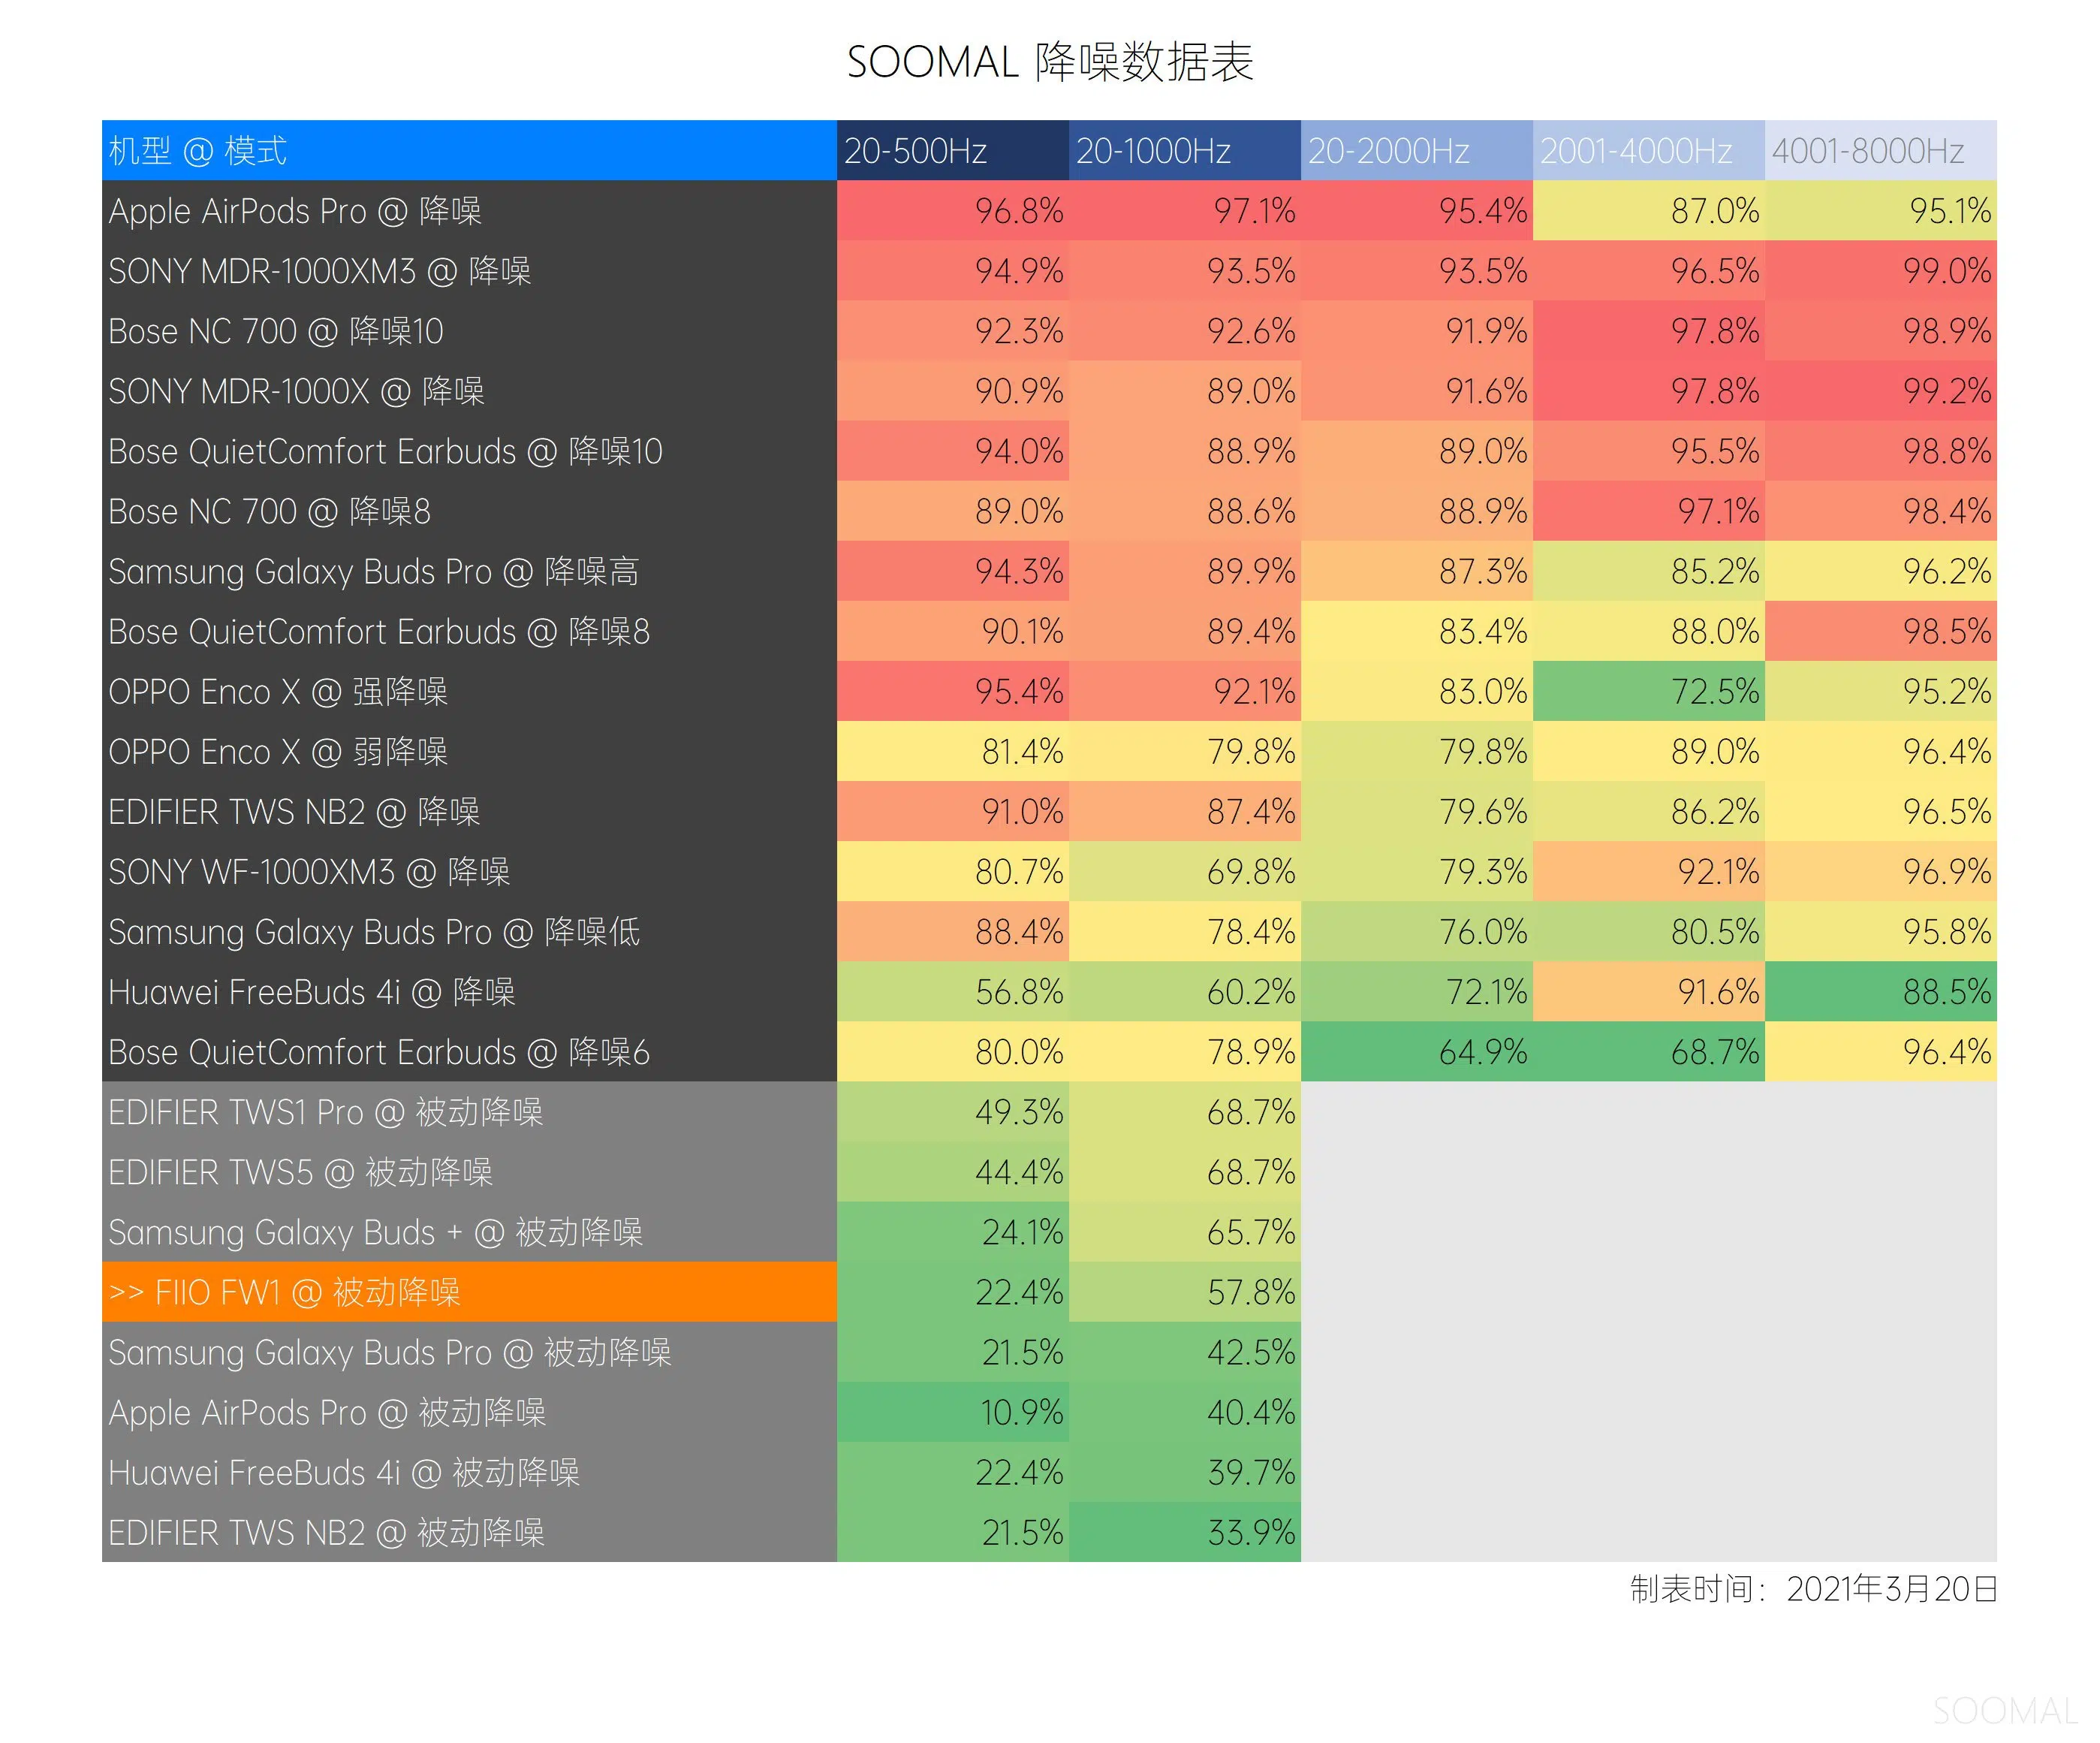 SOOMAL 降噪数据表
机型 @ 模式 20-500Hz 20-1000Hz 20-2000Hz 2001-4000Hz 4001-8000Hz
Apple AirPods Pro @ 降噪 96.8% 97.1% 95.4% 87.0% 95.1%
SONY MDR-1000XM3 @ 降噪 94.9% 93.5% 93.5% 96.5% 99.0%
Bose NC 700 @ 降噪10 92.3% 92.6% 91.9% 97.8% 98.9%
SONY MDR-1000X @ 降噪 90.9% 89.0% 91.6% 97.8% 99.2%
Bose QuietComfort Earbuds @ 降噪10 94.0% 88.9% 89.0% 95.5% 98.8%
Bose NC 700 @ 降噪8 89.0% 88.6% 88.9% 97.1% 98.4%
Samsung Galaxy Buds Pro @ 降噪高 94.3% 89.9% 87.3% 85.2% 96.2%
Bose QuietComfort Earbuds @ 降噪8 90.1% 89.4% 83.4% 88.0% 98.5%
OPPO Enco X @ 强降噪 95.4% 92.1% 83.0% 72.5% 95.2%
OPPO Enco X @ 弱降噪 81.4% 79.8% 79.8% 89.0% 96.4%
EDIFIER TWS NB2 @ 降噪 91.0% 87.4% 79.6% 86.2% 96.5%
SONY WF-1000XM3 @ 降噪 80.7% 69.8% 79.3% 92.1% 96.9%
Samsung Galaxy Buds Pro @ 降噪低 88.4% 78.4% 76.0% 80.5% 95.8%
Huawei FreeBuds 4i @ 降噪 56.8% 60.2% 72.1% 91.6% 88.5%
Bose QuietComfort Earbuds @ 降噪6 80.0% 78.9% 64.9% 68.7% 96.4%
EDIFIER TWS1 Pro @ 被动降噪 49.3% 68.7%
EDIFIER TWS5 @ 被动降噪 44.4% 68.7%
Samsung Galaxy Buds + @ 被动降噪 24.1% 65.7%
>> FIIO FW1 @ 被动降噪 22.4% 57.8%
Samsung Galaxy Buds Pro @ 被动降噪 21.5% 42.5%
Apple AirPods Pro @ 被动降噪 10.9% 40.4%
Huawei FreeBuds 4i @ 被动降噪 22.4% 39.7%
EDIFIER TWS NB2 @ 被动降噪 21.5% 33.9%
制表时间：2021年3月20日
SOOMAL